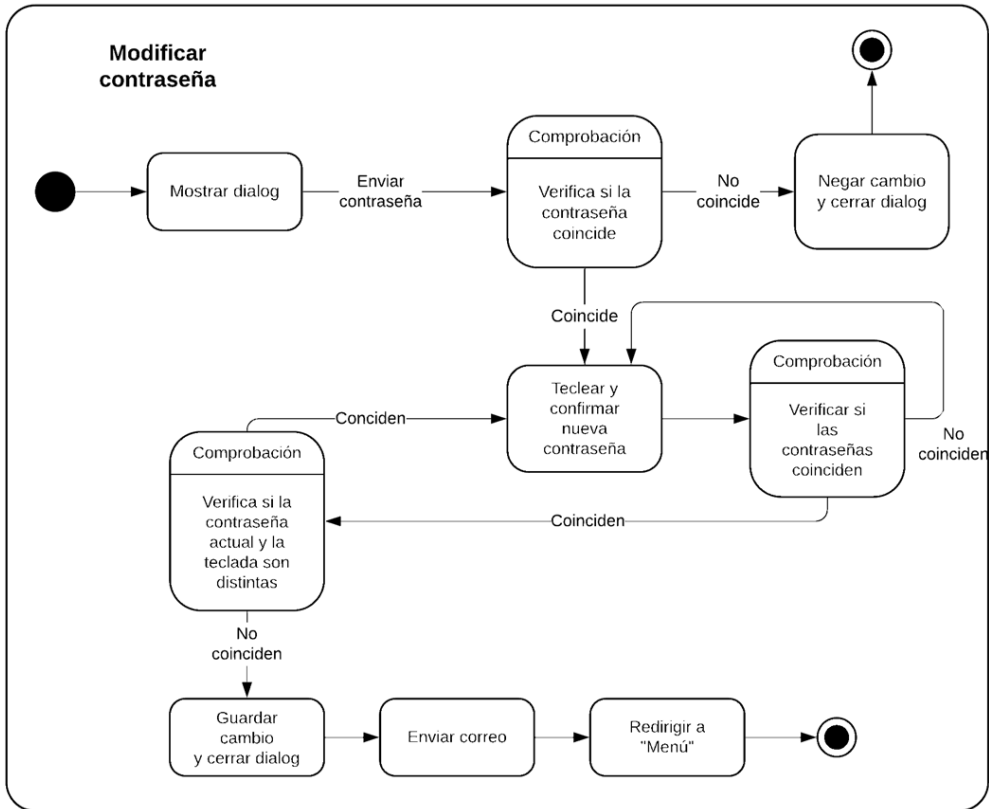 Modificar
contraseña
Mostrar dialog
Enviar
contraseña
Comprobación
Verifica si la
contraseña
coincide
No
coincide
Negar cambio
y cerrar dialog
Coincide
Teclear y
confirmar
nueva
contraseña
Comprobación
Verificar si
las
contraseñas
coinciden
No
coinciden
Conciden
Comprobación
Verifica si la
contraseña
actual y la
teclada son
distintas
Coinciden
No
coinciden
Guardar
cambio
y cerrar dialog
Enviar correo
Redirigir a
"Menú"